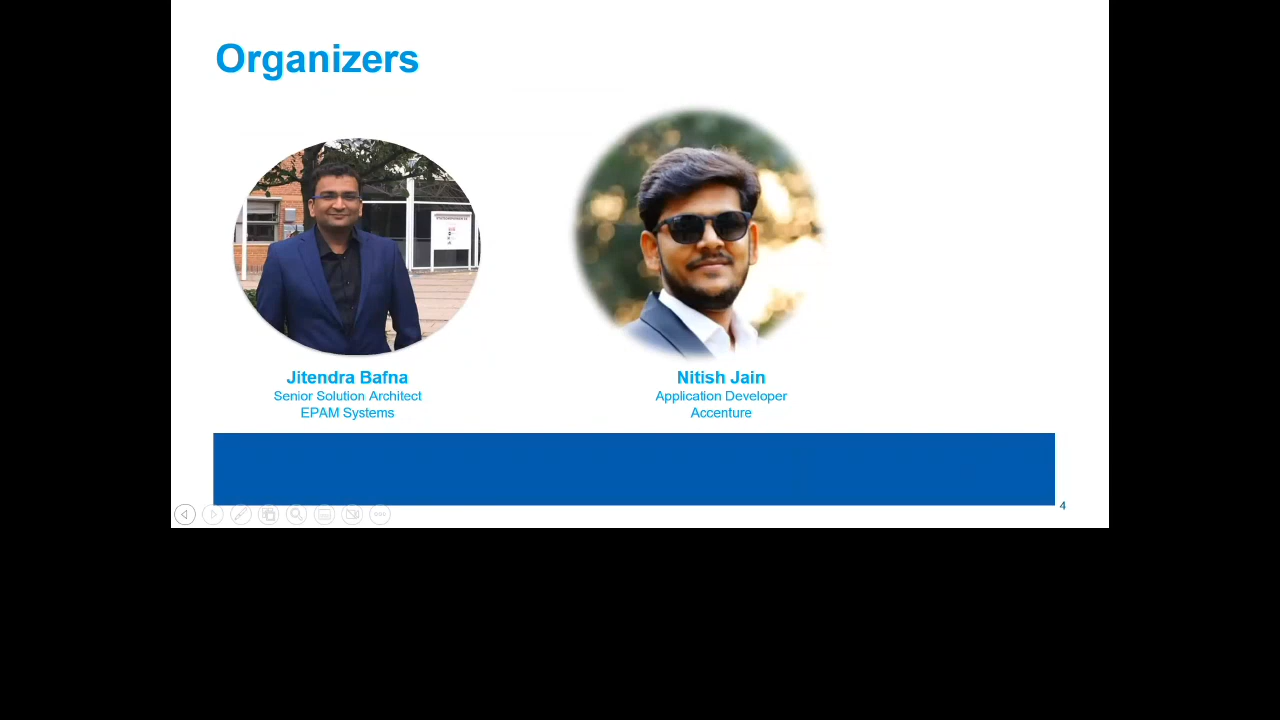 Organizers
Jitendra Bafna
Senior Solution Architect
EPAM Systems
Nitish Jain
Application Developer
Accenture
4